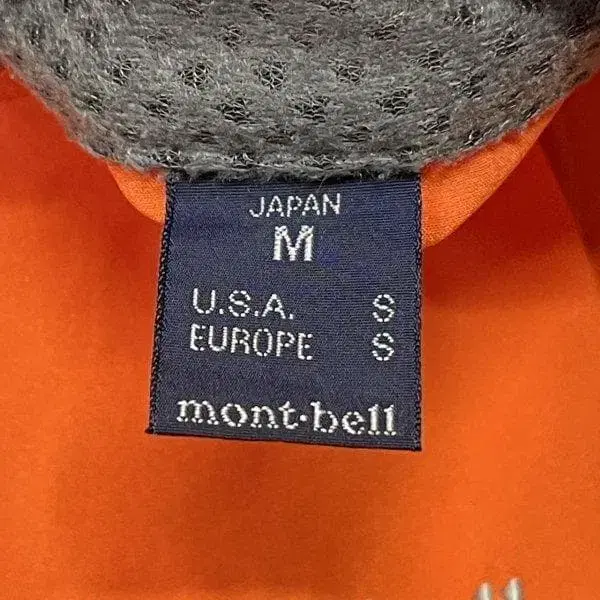 JAPAN
M
U.S.A. S
EUROPE S
mont·bell